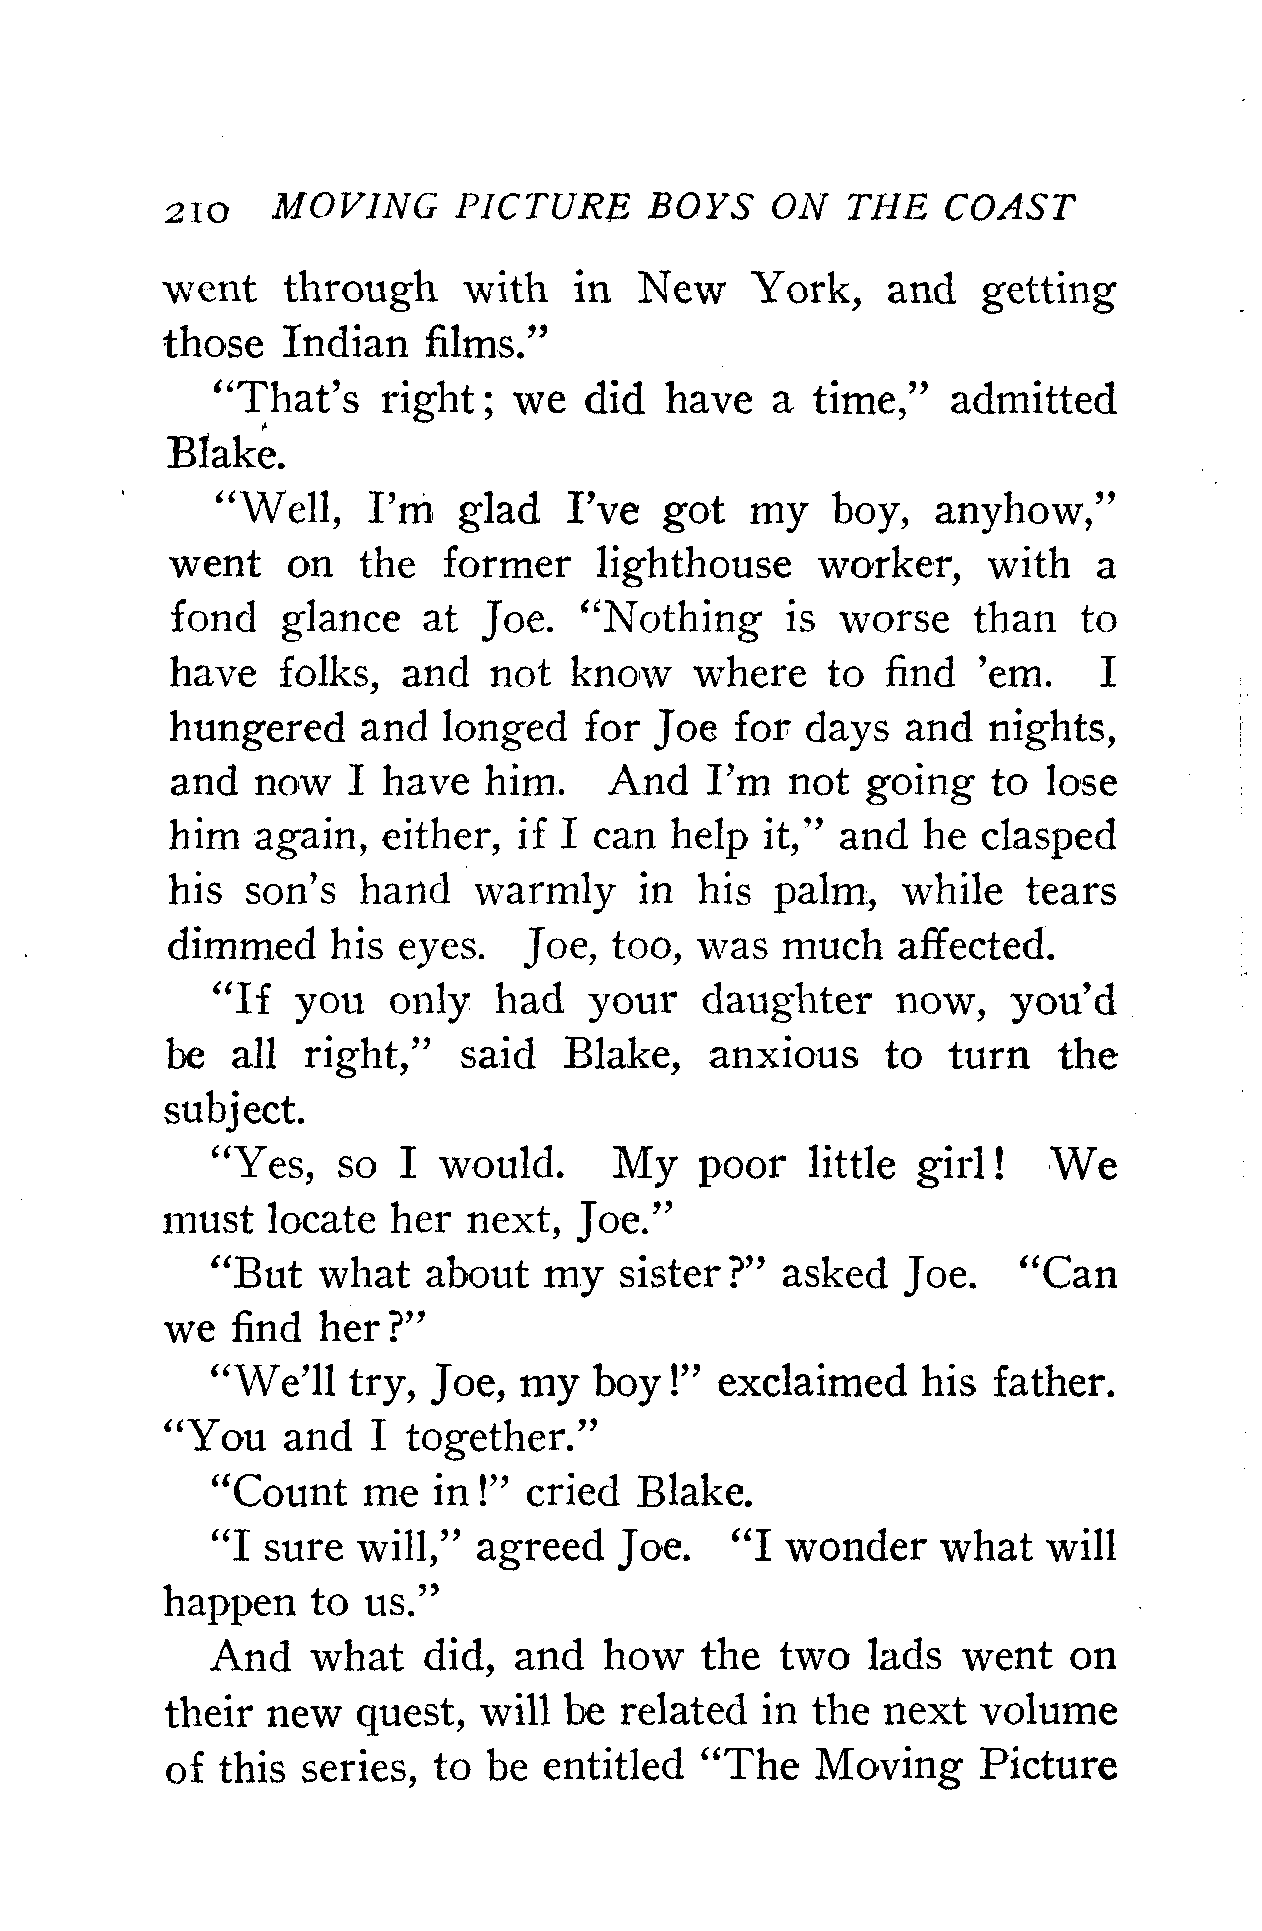 210 MOVING PICTURE BOYS ON THE COAST
went through with in New York, and getting
those Indian films.”
“That’s right; we did have a time,” admitted
Blake.
“Well, I’m glad I’ve got my boy, anyhow,”
went on the former lighthouse worker, with a
fond glance at Joe. “Nothing is worse than to
have folks, and not know where to find ’em. I
hungered and longed for Joe for days and nights,
and now I have him. And I’m not going to lose
him again, either, if I can help it,” and he clasped
his son’s hand warmly in his palm, while tears
dimmed his eyes. Joe, too, was much affected.
“If you only had your daughter now, you’d
be all right,” said Blake, anxious to turn the
subject.
“Yes, so I would. My poor little girl! We
must locate her next, Joe.”
“But what about my sister?” asked Joe. “Can
we find her?”
“We’ll try, Joe, my boy!” exclaimed his father.
“You and I together.”
“Count me in!” cried Blake.
“I sure will,” agreed Joe. “I wonder what will
happen to us.”
And what did, and how the two lads went on
their new quest, will be related in the next volume
of this series, to be entitled “The Moving Picture